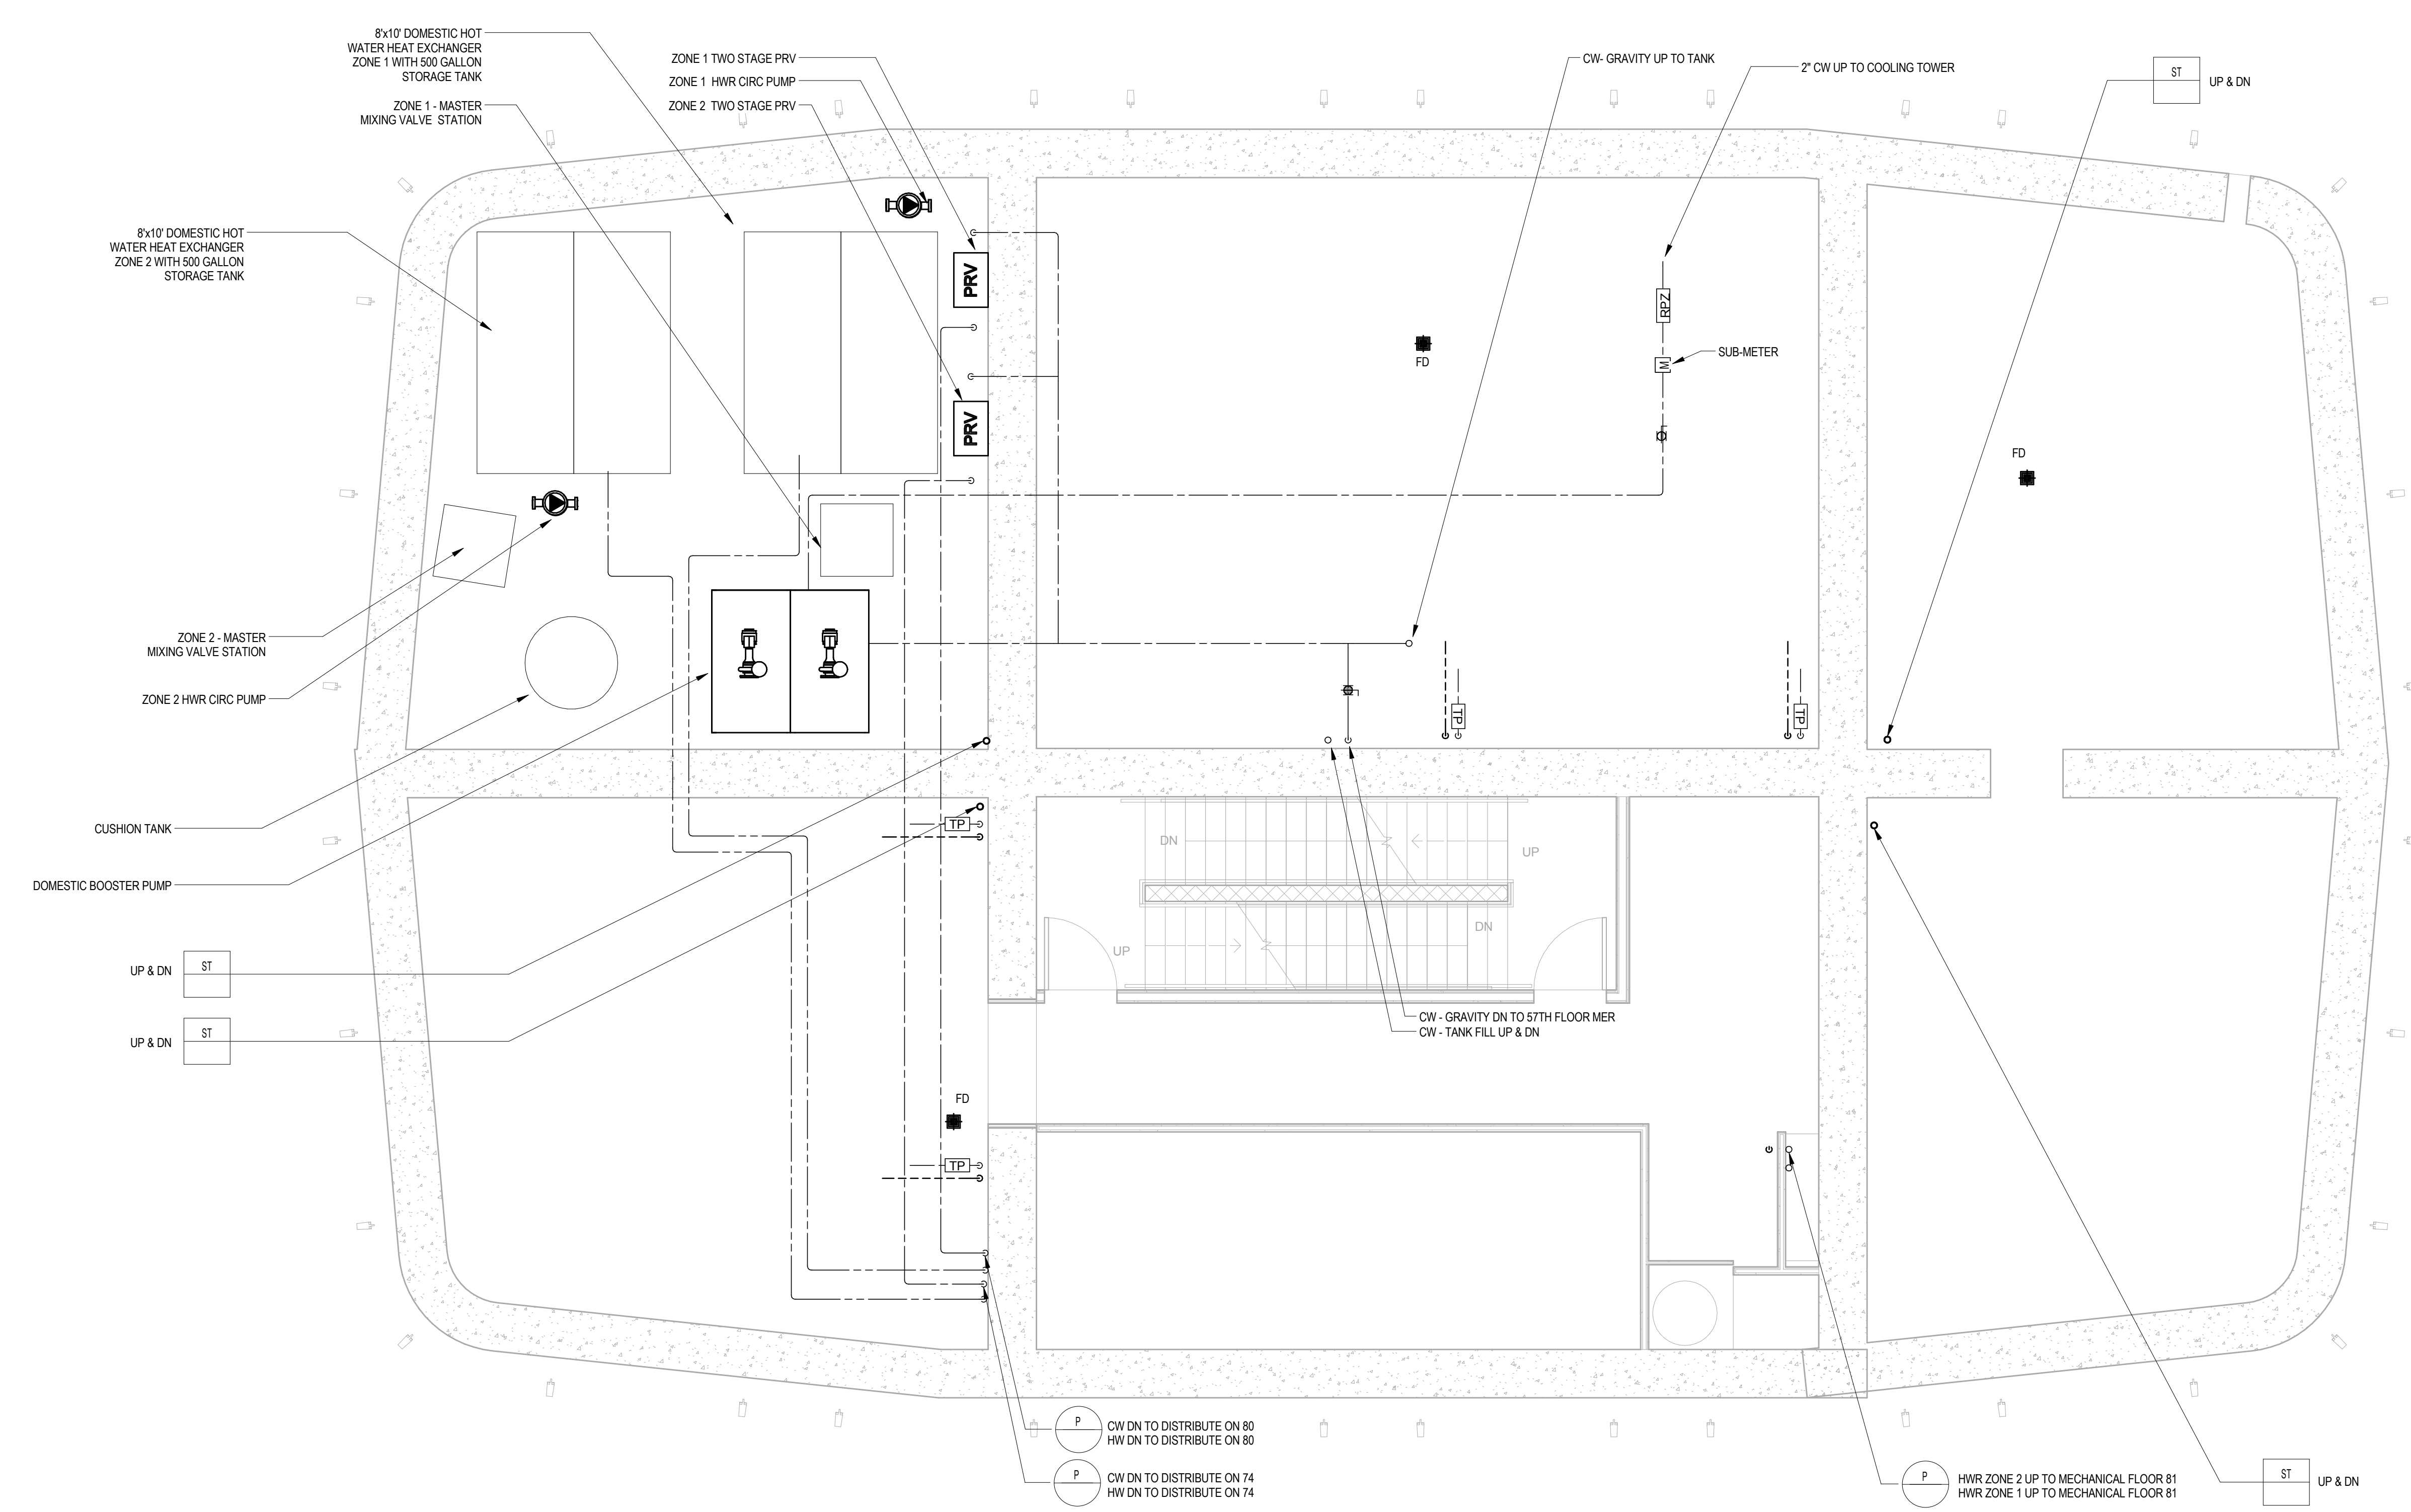 8'x10' DOMESTIC HOT
WATER HEAT EXCHANGER
ZONE 1 WITH 500 GALLON
STORAGE TANK
ZONE 1 - MASTER
MIXING VALVE STATION
ZONE 1 TWO STAGE PRV
ZONE 1 HWR CIRC PUMP
ZONE 2 TWO STAGE PRV
CW- GRAVITY UP TO TANK
2" CW UP TO COOLING TOWER
ST
UP & DN
8'x10' DOMESTIC HOT
WATER HEAT EXCHANGER
ZONE 2 WITH 500 GALLON
STORAGE TANK
PRV
PRV
RPZ
M
SUB-METER
FD
FD
ZONE 2 - MASTER
MIXING VALVE STATION
ZONE 2 HWR CIRC PUMP
TP
TP
CUSHION TANK
TP
DN
UP
DOMESTIC BOOSTER PUMP
UP
DN
UP & DN
ST
UP & DN
ST
CW - GRAVITY DN TO 57TH FLOOR MER
CW - TANK FILL UP & DN
FD
TP
P
CW DN TO DISTRIBUTE ON 80
HW DN TO DISTRIBUTE ON 80
P
CW DN TO DISTRIBUTE ON 74
HW DN TO DISTRIBUTE ON 74
P
HWR ZONE 2 UP TO MECHANICAL FLOOR 81
HWR ZONE 1 UP TO MECHANICAL FLOOR 81
ST
UP & DN